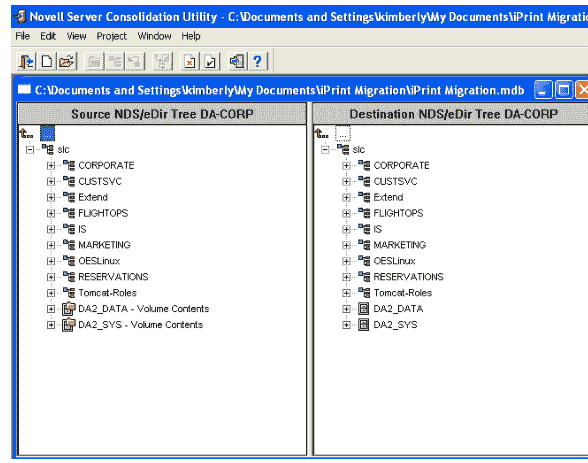 Novell Server Consolidation Utility - C:\Documents and Settings\kimberly\My Documents\iPrint Migratio
File Edit View Project Window Help
C:\Documents and Settings\kimberly\My Documents\iPrint Migration\iPrint Migration.mdb
Source NDS/eDir Tree DA-CORP
...
slc
CORPORATE
CUSTSVC
Extend
FLIGHTOPS
IS
MARKETING
OESLinux
RESERVATIONS
Tomcat-Roles
DA2_DATA - Volume Contents
DA2_SYS - Volume Contents
Destination NDS/eDir Tree DA-CORP
...
slc
CORPORATE
CUSTSVC
Extend
FLIGHTOPS
IS
MARKETING
OESLinux
RESERVATIONS
Tomcat-Roles
DA2_DATA
DA2_SYS